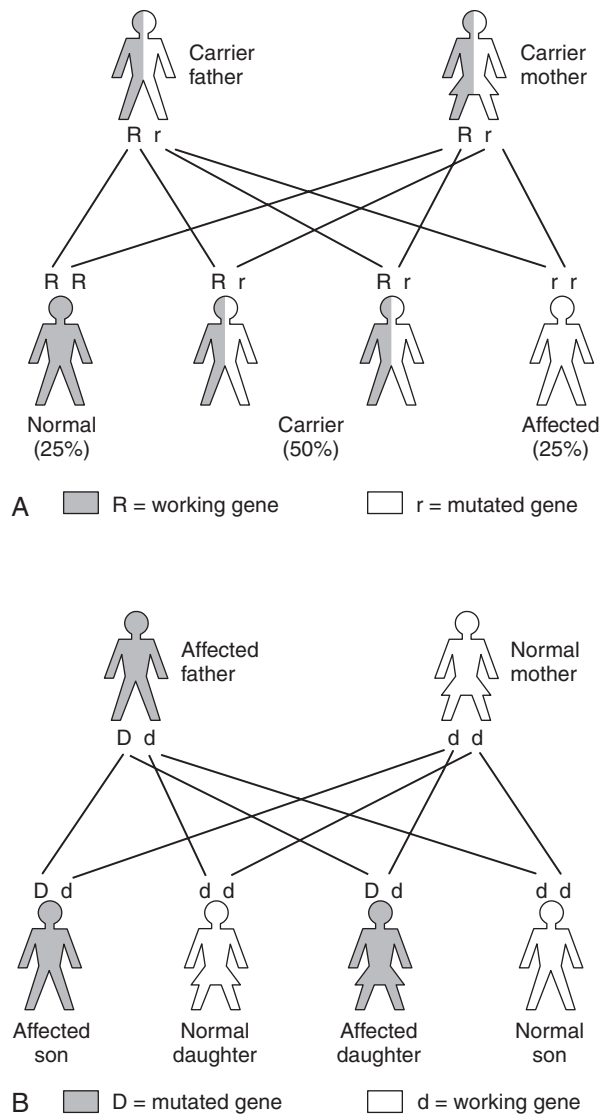 Carrier
father
Carrier
mother
R r
R r
R R
R r
R r
r r
Normal
(25%)
Carrier
(50%)
Affected
(25%)
A
R = working gene
r = mutated gene
Affected
father
Normal
mother
D d
d d
D d
d d
D d
d d
Affected
son
Normal
daughter
Affected
daughter
Normal
son
B
D = mutated gene
d = working gene